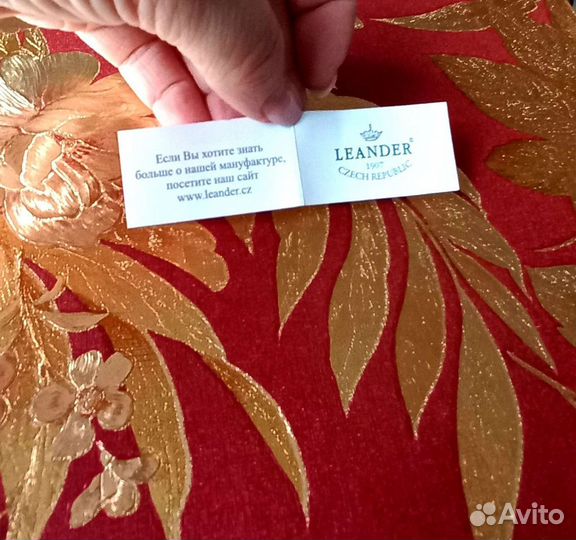 Если Вы хотите знать
больше о нашей мануфактуре,
посетите наш сайт
www.leander.cz
LEANDER®
1907
CZECH REPUBLIC
Avito